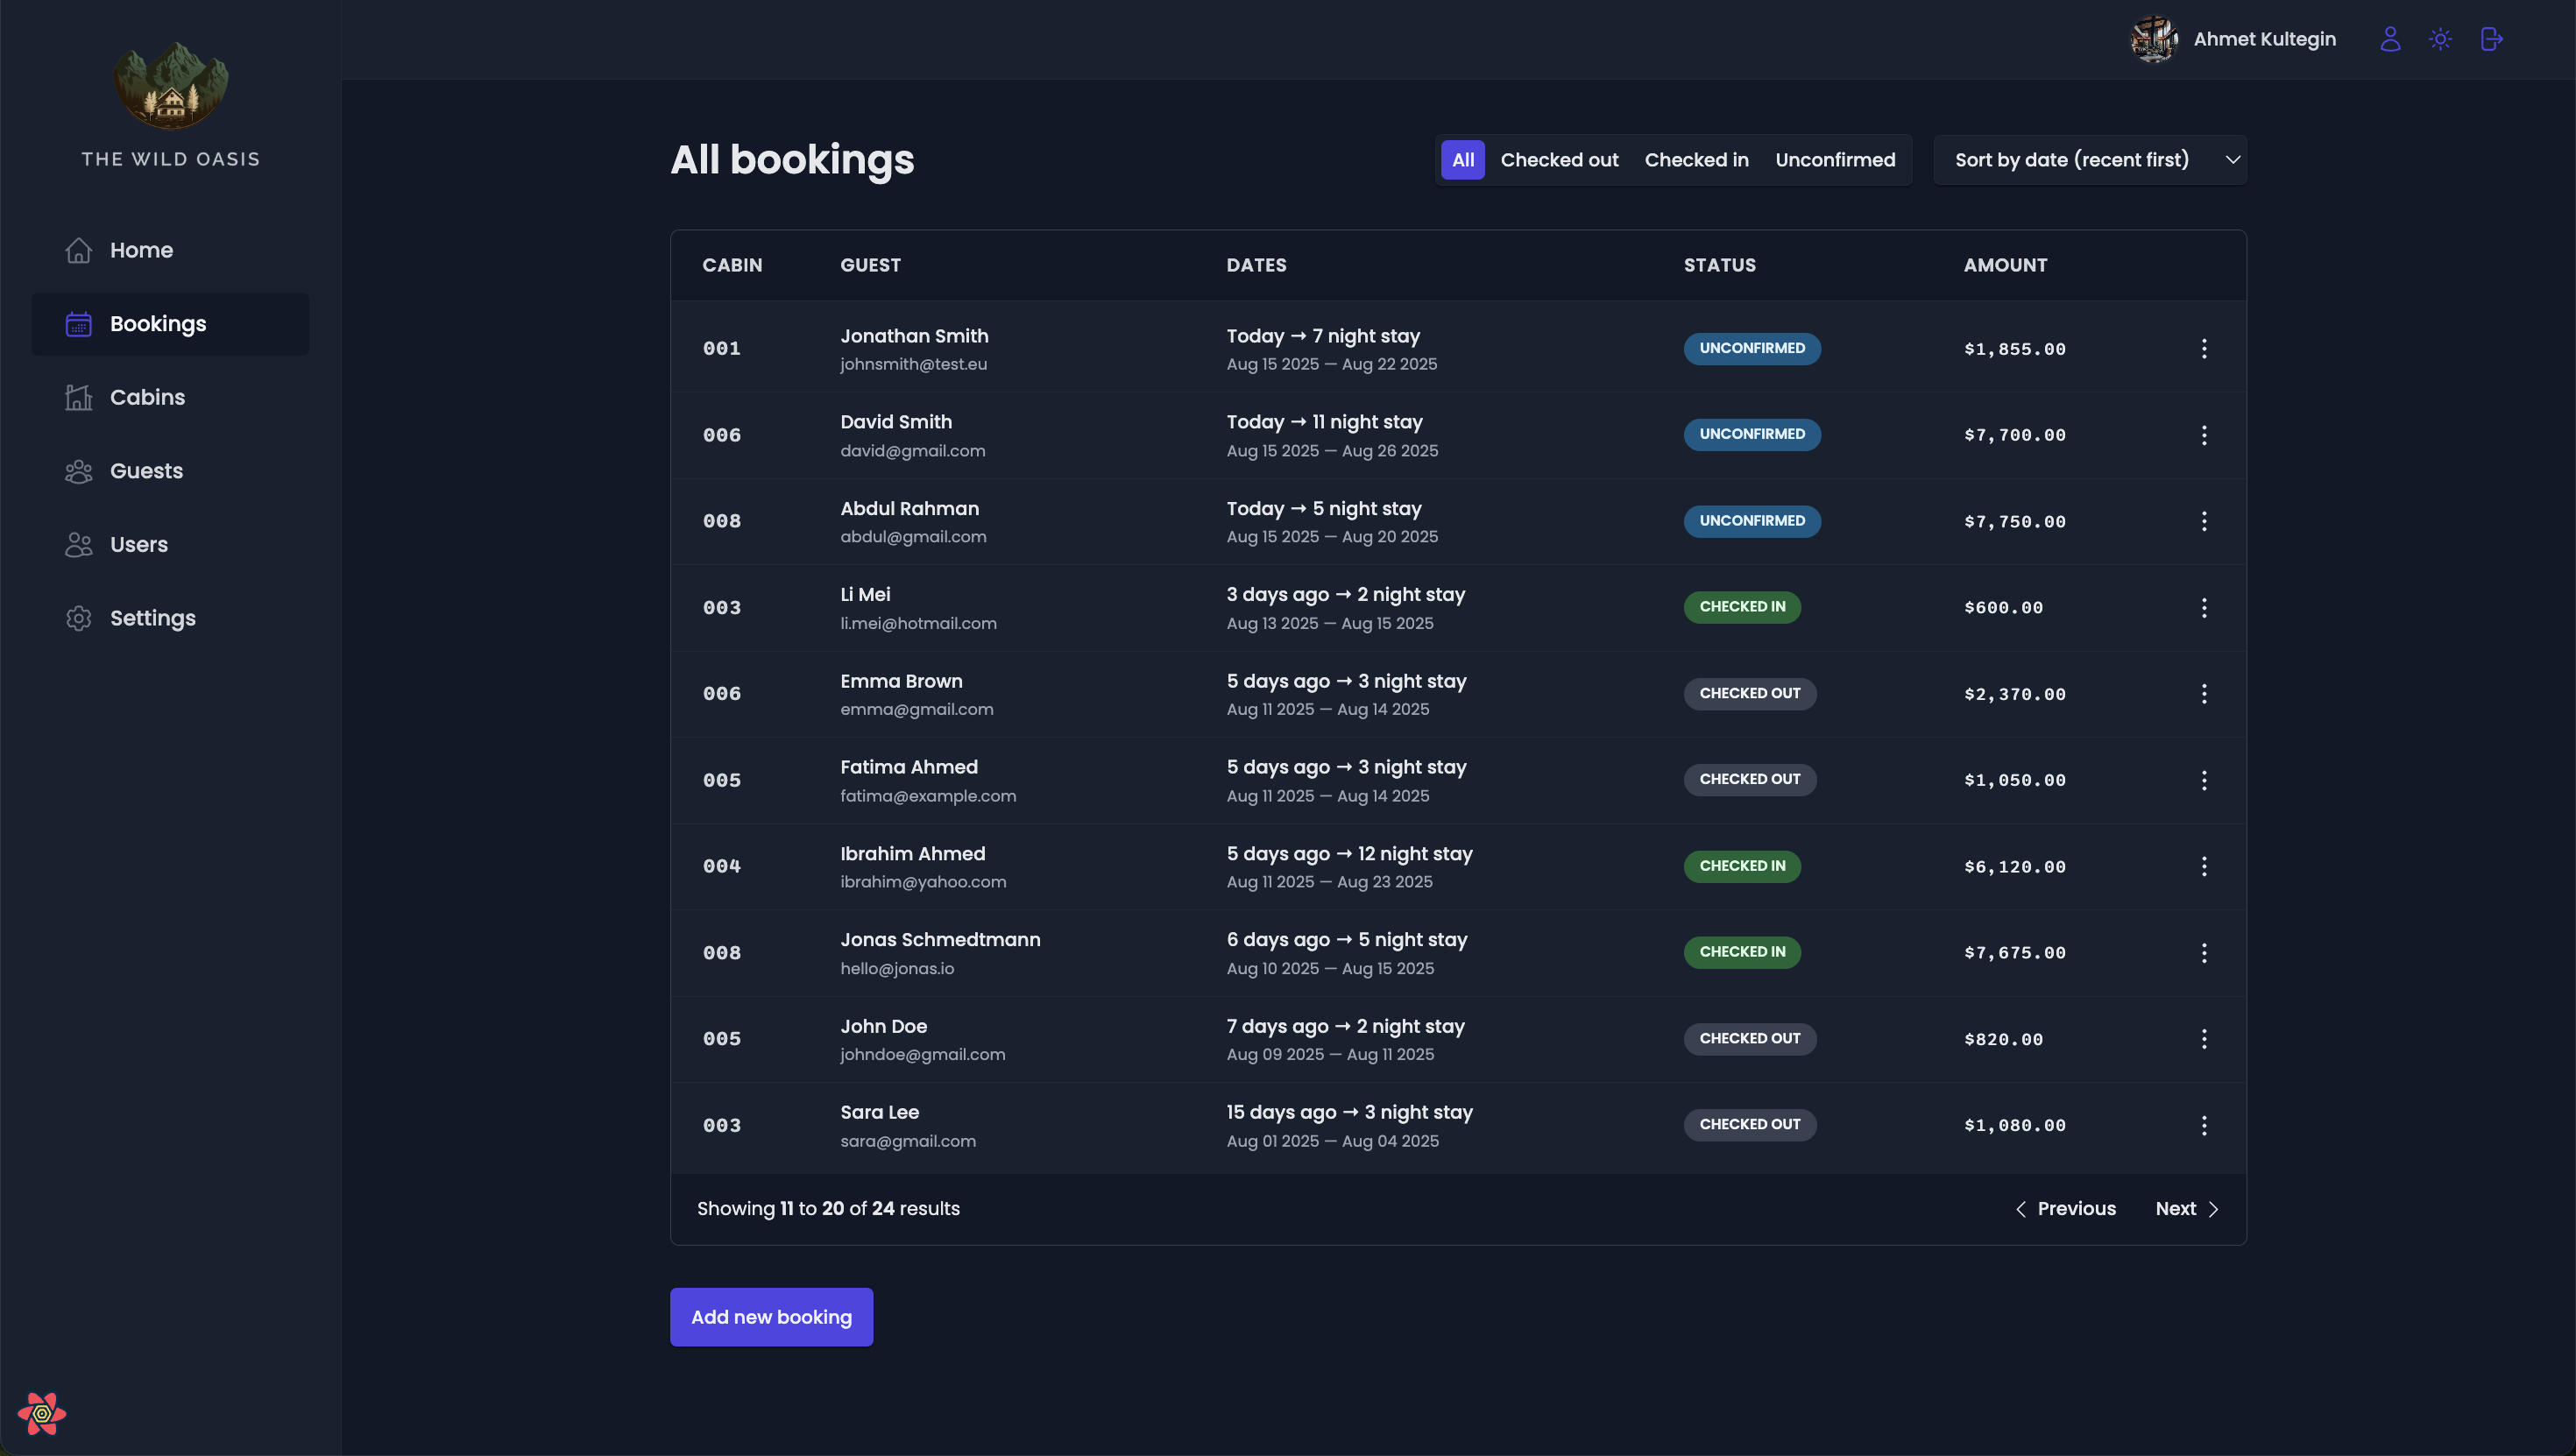 THE WILD OASIS
Home
Bookings
Cabins
Guests
Users
Settings
Ahmet Kultegin
All bookings
All Checked out Checked in Unconfirmed
Sort by date (recent first)
CABIN GUEST DATES STATUS AMOUNT
001 Jonathan Smith Today → 7 night stay UNCONFIRMED $1,855.00
johnsmith@test.eu Aug 15 2025 — Aug 22 2025
006 David Smith Today → 11 night stay UNCONFIRMED $7,700.00
david@gmail.com Aug 15 2025 — Aug 26 2025
008 Abdul Rahman Today → 5 night stay UNCONFIRMED $7,750.00
abdul@gmail.com Aug 15 2025 — Aug 20 2025
003 Li Mei 3 days ago → 2 night stay CHECKED IN $600.00
li.mei@hotmail.com Aug 13 2025 — Aug 15 2025
006 Emma Brown 5 days ago → 3 night stay CHECKED OUT $2,370.00
emma@gmail.com Aug 11 2025 — Aug 14 2025
005 Fatima Ahmed 5 days ago → 3 night stay CHECKED OUT $1,050.00
fatima@example.com Aug 11 2025 — Aug 14 2025
004 Ibrahim Ahmed 5 days ago → 12 night stay CHECKED IN $6,120.00
ibrahim@yahoo.com Aug 11 2025 — Aug 23 2025
008 Jonas Schmedtmann 6 days ago → 5 night stay CHECKED IN $7,675.00
hello@jonas.io Aug 10 2025 — Aug 15 2025
005 John Doe 7 days ago → 2 night stay CHECKED OUT $820.00
johndoe@gmail.com Aug 09 2025 — Aug 11 2025
003 Sara Lee 15 days ago → 3 night stay CHECKED OUT $1,080.00
sara@gmail.com Aug 01 2025 — Aug 04 2025
Showing 11 to 20 of 24 results
Previous Next
Add new booking